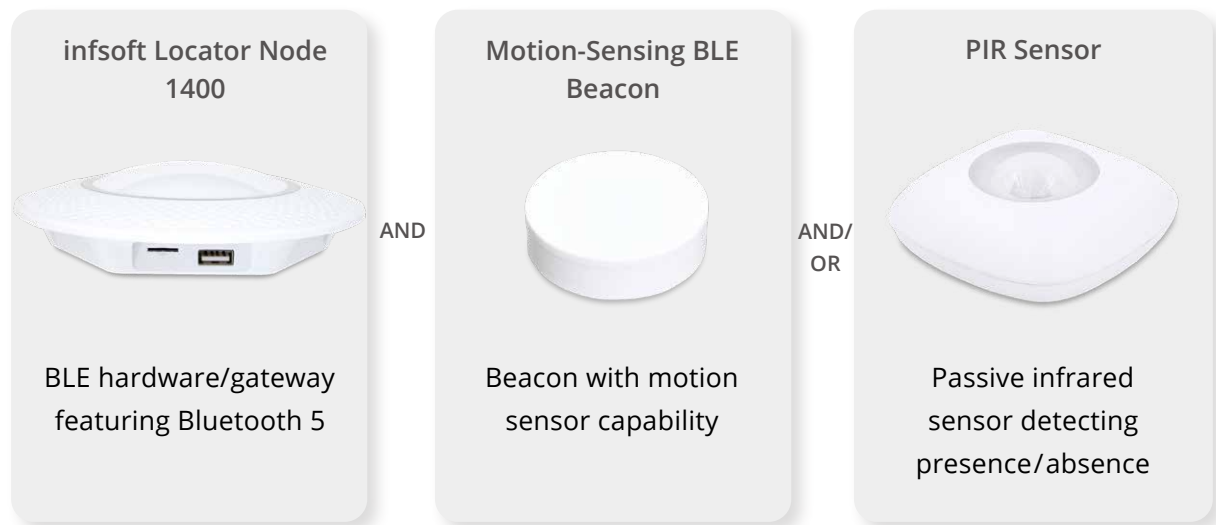 infsoft Locator Node
1400
BLE hardware/gateway
featuring Bluetooth 5
AND
Motion-Sensing BLE
Beacon
Beacon with motion
sensor capability
AND/
OR
PIR Sensor
Passive infrared
sensor detecting
presence/absence